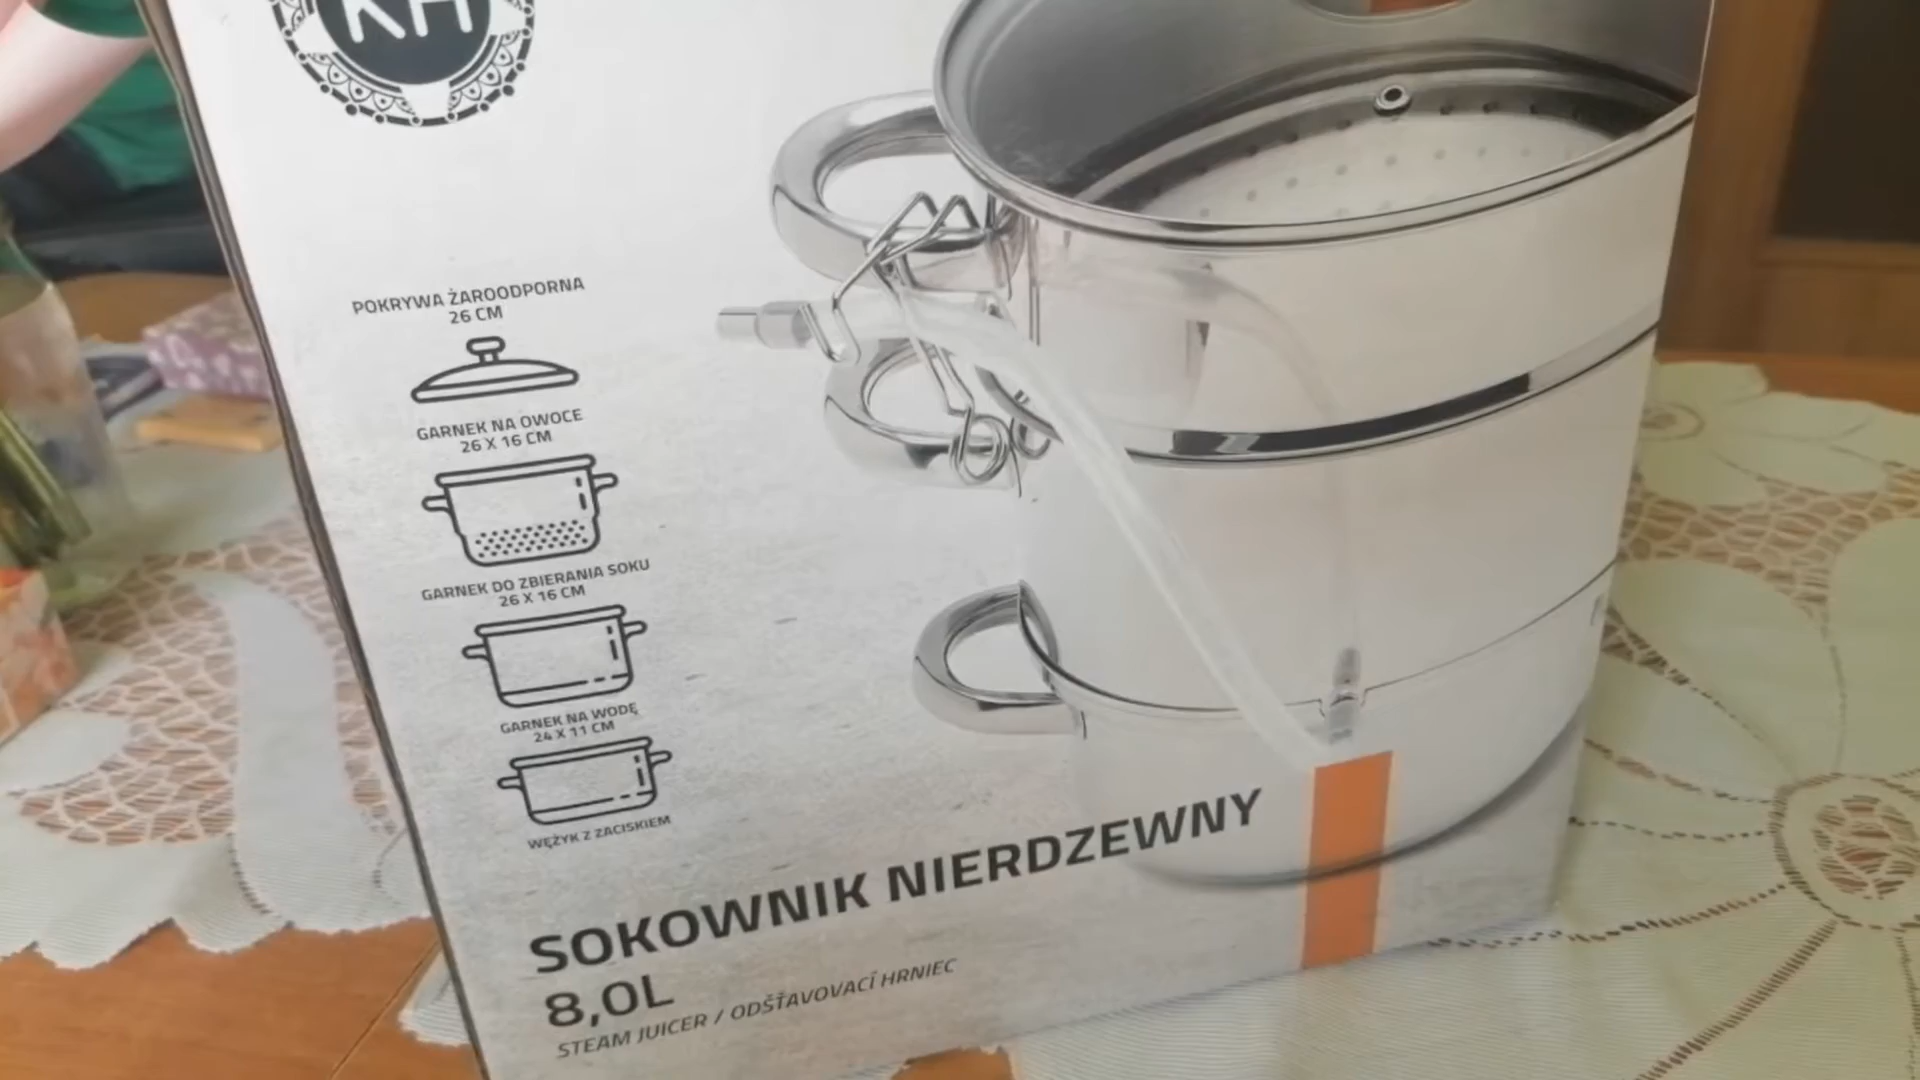 KH
POKRYWA ŻAROODPORNA
26 CM
GARNEK NA OWOCE
26 X 16 CM
GARNEK DO ZBIERANIA SOKU
26 X 16 CM
GARNEK NA WODĘ
24 X 11 CM
WĘŻYK Z ZACISKIEM
SOKOWNIK NIERDZEWNY
8,0L
STEAM JUICER / ODŠŤAVOVACÍ HRNIEC